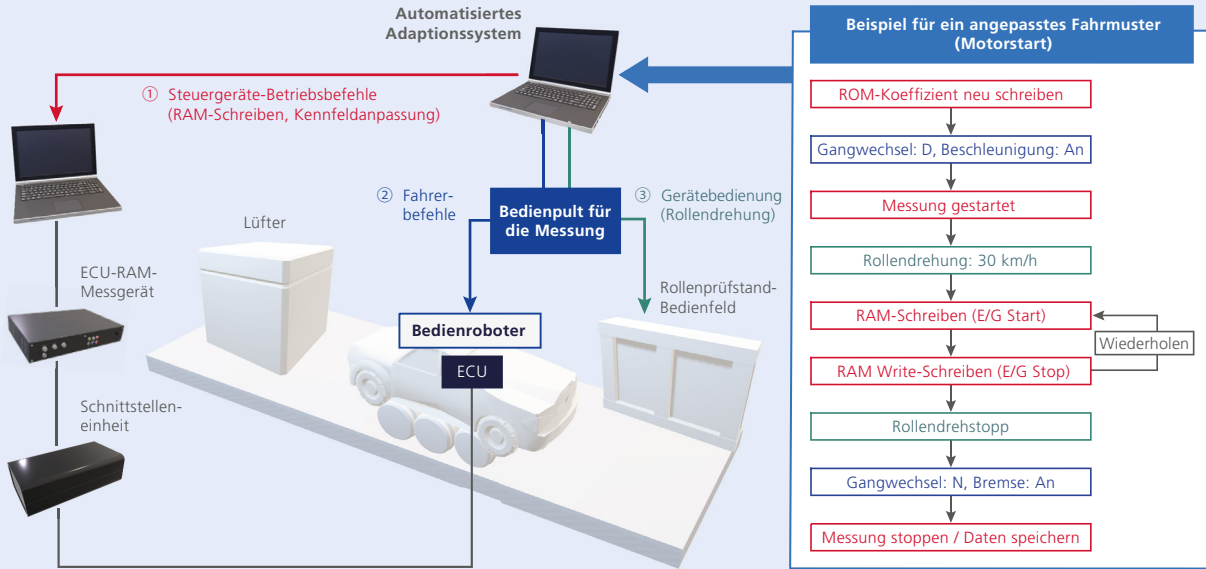 Automatisiertes
Adaptionssystem
① Steuergeräte-Betriebsbefehle
(RAM-Schreiben, Kennfeldanpassung)
② Fahrer-
befehle
Bedienpult für
die Messung
③ Gerätebedienung
(Rollendrehung)
Lüfter
ECU-RAM-
Messgerät
Rollenprüfstand-
Bedienfeld
Bedienroboter
ECU
Schnittstellen-
einheit
Beispiel für ein angepasstes Fahrmuster
(Motorstart)
ROM-Koeffizient neu schreiben
Gangwechsel: D, Beschleunigung: An
Messung gestartet
Rollendrehung: 30 km/h
RAM-Schreiben (E/G Start)
Wiederholen
RAM Write-Schreiben (E/G Stop)
Rollendrehstopp
Gangwechsel: N, Bremse: An
Messung stoppen / Daten speichern